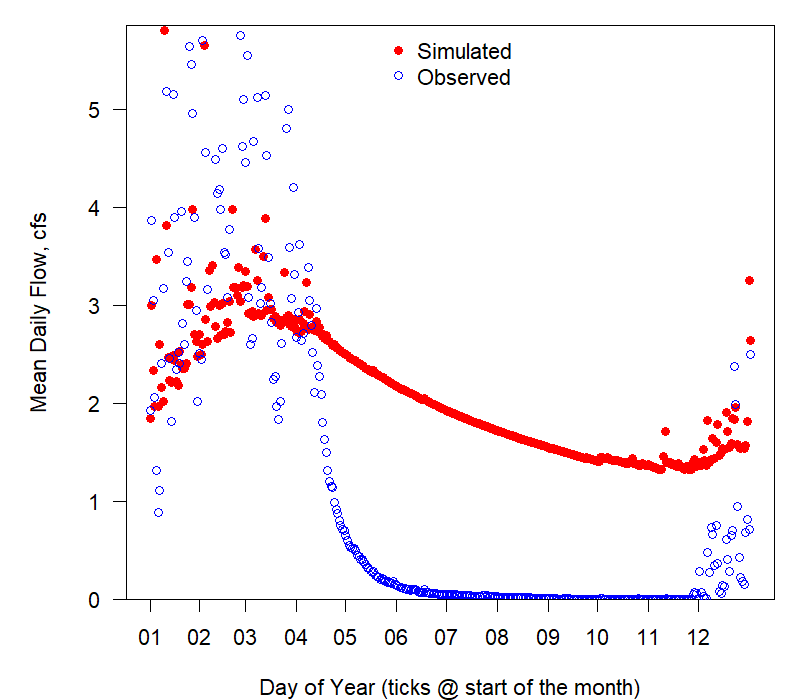 Simulated
Observed
5
4
3
2
1
0
Mean Daily Flow, cfs
01 02 03 04 05 06 07 08 09 10 11 12
Day of Year (ticks @ start of the month)